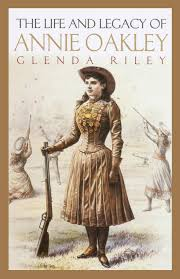 THE LIFE AND LEGACY OF
ANNIE OAKLEY
GLENDA RILEY